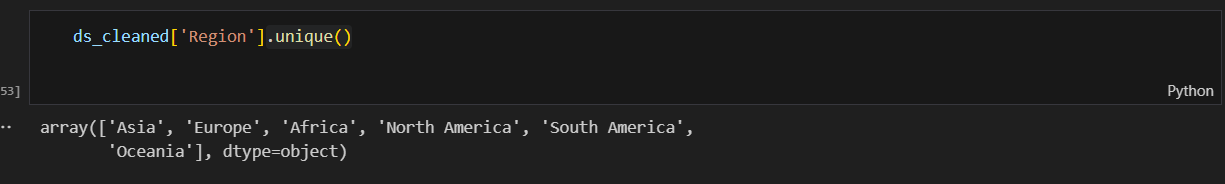 ds_cleaned['Region'].unique()
53]
Python
··
array(['Asia', 'Europe', 'Africa', 'North America', 'South America',
'Oceania'], dtype=object)